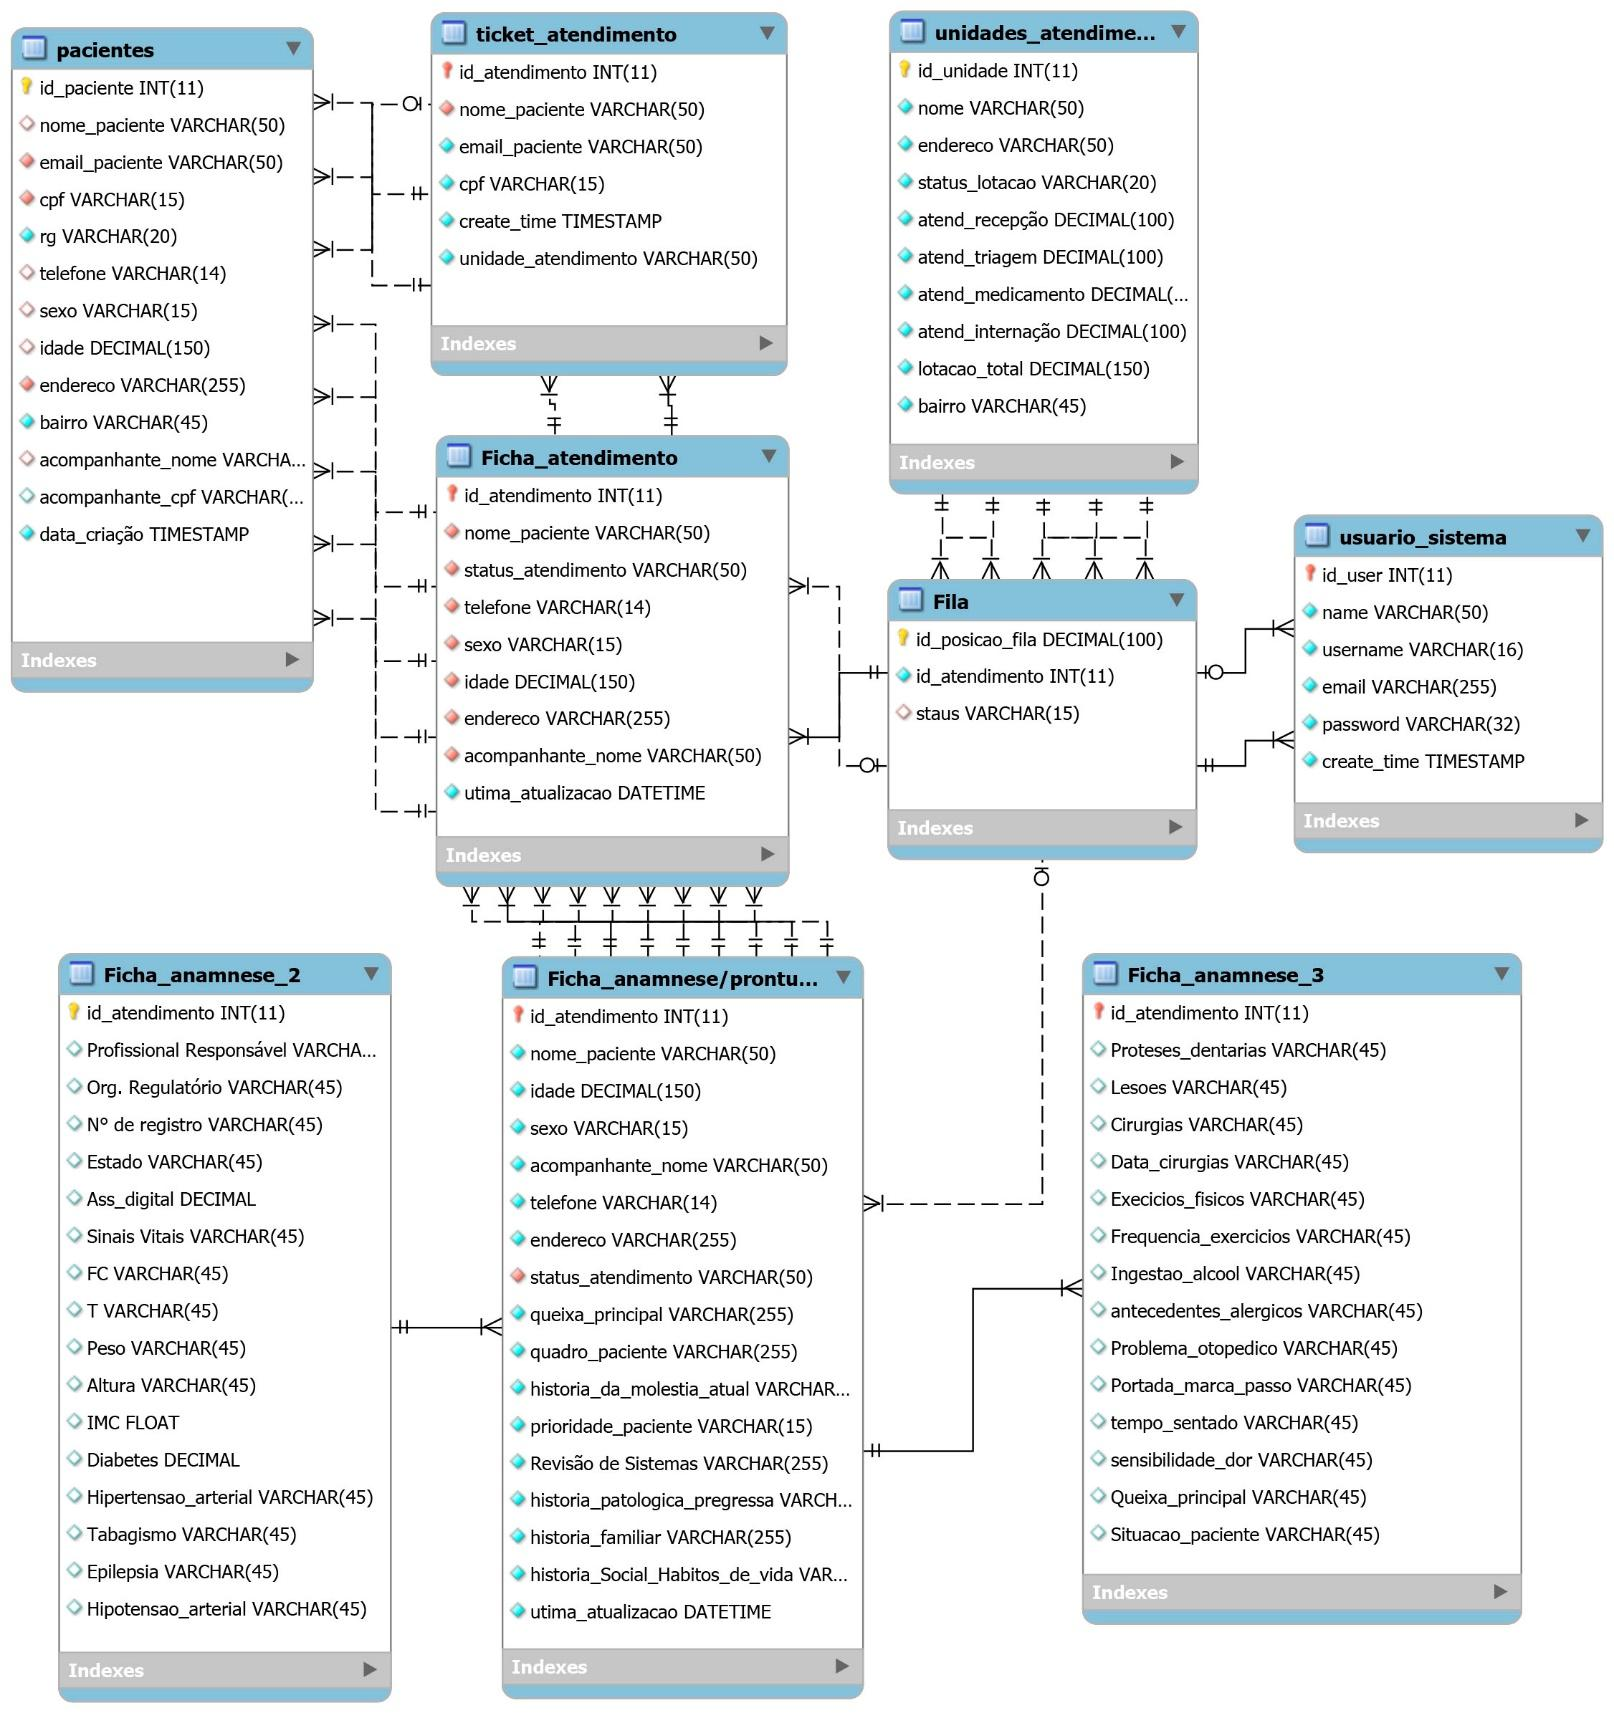 pacientes
id_paciente INT(11)
nome_paciente VARCHAR(50)
email_paciente VARCHAR(50)
cpf VARCHAR(15)
rg VARCHAR(20)
telefone VARCHAR(14)
sexo VARCHAR(15)
idade DECIMAL(150)
endereco VARCHAR(255)
bairro VARCHAR(45)
acompanhante_nome VARCHA...
acompanhante_cpf VARCHAR(...
data_criação TIMESTAMP
Indexes
ticket_atendimento
id_atendimento INT(11)
nome_paciente VARCHAR(50)
email_paciente VARCHAR(50)
cpf VARCHAR(15)
create_time TIMESTAMP
unidade_atendimento VARCHAR(50)
Indexes
unidades_atendime...
id_unidade INT(11)
nome VARCHAR(50)
endereco VARCHAR(50)
status_lotacao VARCHAR(20)
atend_recepção DECIMAL(100)
atend_triagem DECIMAL(100)
atend_medicamento DECIMAL(...
atend_internação DECIMAL(100)
lotacao_total DECIMAL(150)
bairro VARCHAR(45)
Indexes
Ficha_atendimento
id_atendimento INT(11)
nome_paciente VARCHAR(50)
status_atendimento VARCHAR(50)
telefone VARCHAR(14)
sexo VARCHAR(15)
idade DECIMAL(150)
endereco VARCHAR(255)
acompanhante_nome VARCHAR(50)
utima_atualizacao DATETIME
Indexes
Fila
id_posicao_fila DECIMAL(100)
id_atendimento INT(11)
staus VARCHAR(15)
Indexes
usuario_sistema
id_user INT(11)
name VARCHAR(50)
username VARCHAR(16)
email VARCHAR(255)
password VARCHAR(32)
create_time TIMESTAMP
Indexes
Ficha_anamnese_2
id_atendimento INT(11)
Profissional Responsável VARCHA...
Org. Regulatório VARCHAR(45)
N° de registro VARCHAR(45)
Estado VARCHAR(45)
Ass_digital DECIMAL
Sinais Vitais VARCHAR(45)
FC VARCHAR(45)
T VARCHAR(45)
Peso VARCHAR(45)
Altura VARCHAR(45)
IMC FLOAT
Diabetes DECIMAL
Hipertensao_arterial VARCHAR(45)
Tabagismo VARCHAR(45)
Epilepsia VARCHAR(45)
Hipotensao_arterial VARCHAR(45)
Indexes
Ficha_anamnese/prontu...
id_atendimento INT(11)
nome_paciente VARCHAR(50)
idade DECIMAL(150)
sexo VARCHAR(15)
acompanhante_nome VARCHAR(50)
telefone VARCHAR(14)
endereco VARCHAR(255)
status_atendimento VARCHAR(50)
queixa_principal VARCHAR(255)
quadro_paciente VARCHAR(255)
historia_da_molestia_atual VARCHAR...
prioridade_paciente VARCHAR(15)
Revisão de Sistemas VARCHAR(255)
historia_patologica_pregressa VARCH...
historia_familiar VARCHAR(255)
historia_Social_Habitos_de_vida VAR...
utima_atualizacao DATETIME
Indexes
Ficha_anamnese_3
id_atendimento INT(11)
Proteses_dentarias VARCHAR(45)
Lesoes VARCHAR(45)
Cirurgias VARCHAR(45)
Data_cirurgias VARCHAR(45)
Execicios_fisicos VARCHAR(45)
Frequencia_exercicios VARCHAR(45)
Ingestao_alcool VARCHAR(45)
antecedentes_alergicos VARCHAR(45)
Problema_otopedico VARCHAR(45)
Portada_marca_passo VARCHAR(45)
tempo_sentado VARCHAR(45)
sensibilidade_dor VARCHAR(45)
Queixa_principal VARCHAR(45)
Situacao_paciente VARCHAR(45)
Indexes